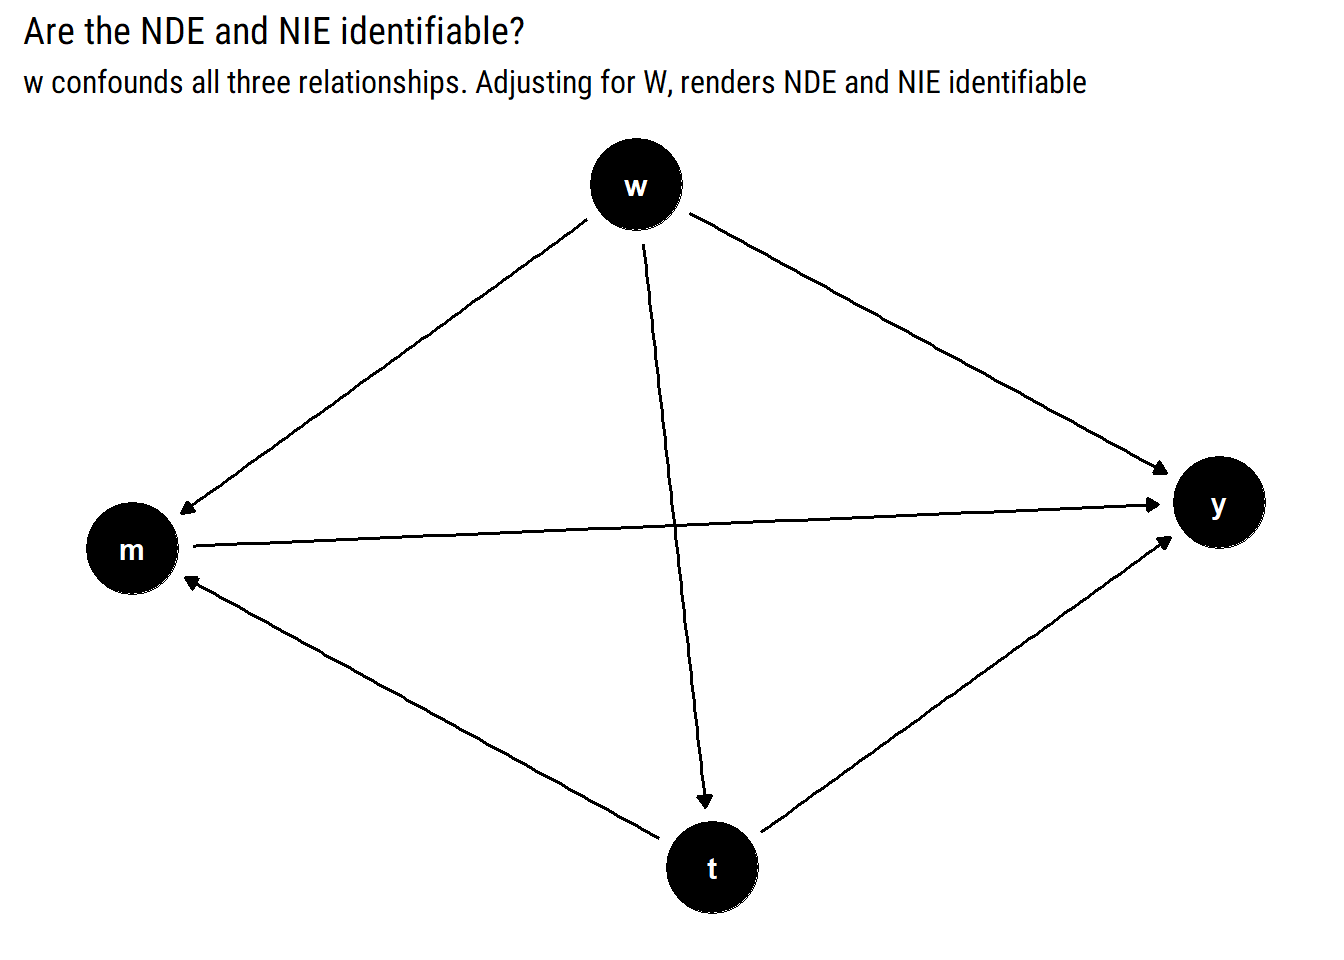 Are the NDE and NIE identifiable?
w confounds all three relationships. Adjusting for W, renders NDE and NIE identifiable
w
y
m
t